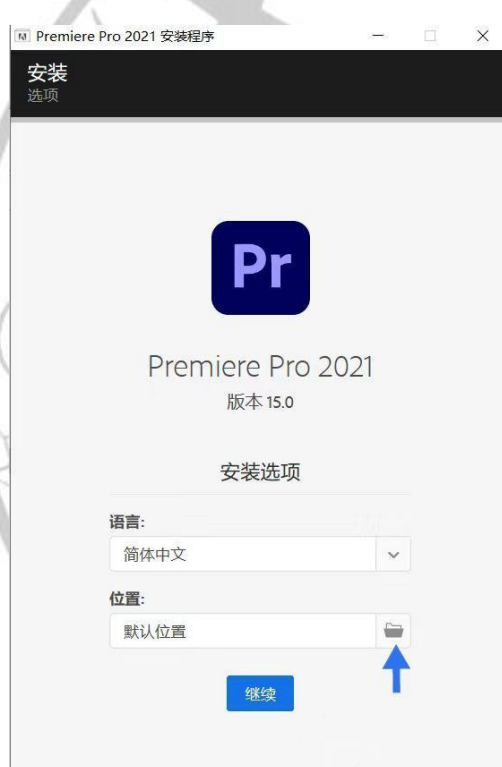 Premiere Pro 2021 安装程序
安装
选项
Pr
Premiere Pro 2021
版本 15.0
安装选项
语言:
简体中文
位置:
默认位置
继续